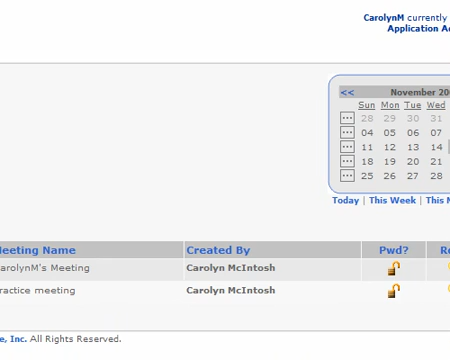 CarolynM currently
Application A
<< November 20
Sun Mon Tue Wed
28 29 30 31
04 05 06 07
11 12 13 14
18 19 20 21
25 26 27 28
Today | This Week | This M
eeting Name Created By Pwd? Re
arolynM's Meeting Carolyn McIntosh
ractice meeting Carolyn McIntosh
e, Inc. All Rights Reserved.